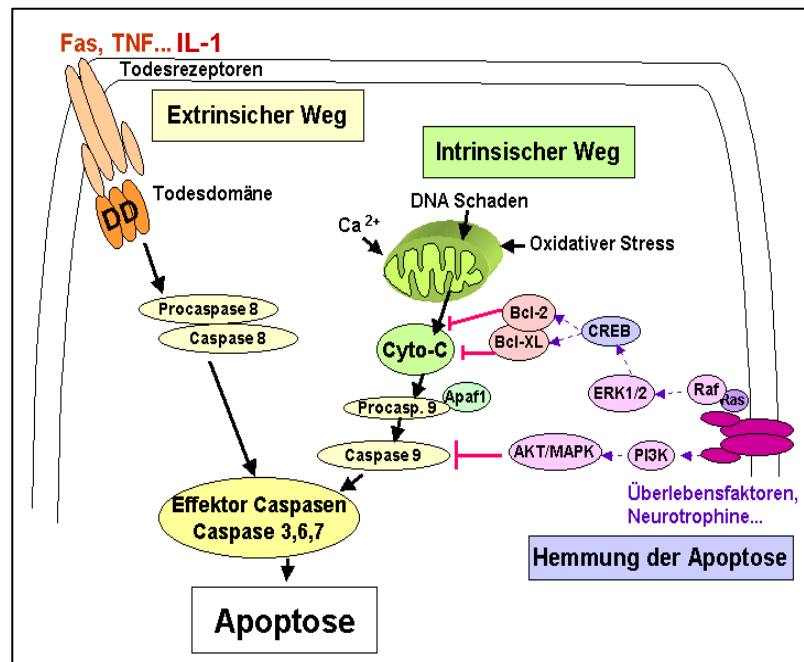 Fas, TNF... IL-1
Todesrezeptoren
Extrinsicher Weg
Intrinsischer Weg
Todesdomäne
DD
DNA Schaden
Ca 2+
Oxidativer Stress
Procaspase 8
Caspase 8
Bcl-2
Bcl-XL
CREB
Cyto-C
ERK1/2
Raf
Ras
Procasp. 9
Apaf1
Caspase 9
AKT/MAPK
PI3K
Effektor Caspasen
Caspase 3,6,7
Überlebensfaktoren,
Neurotrophine...
Hemmung der Apoptose
Apoptose